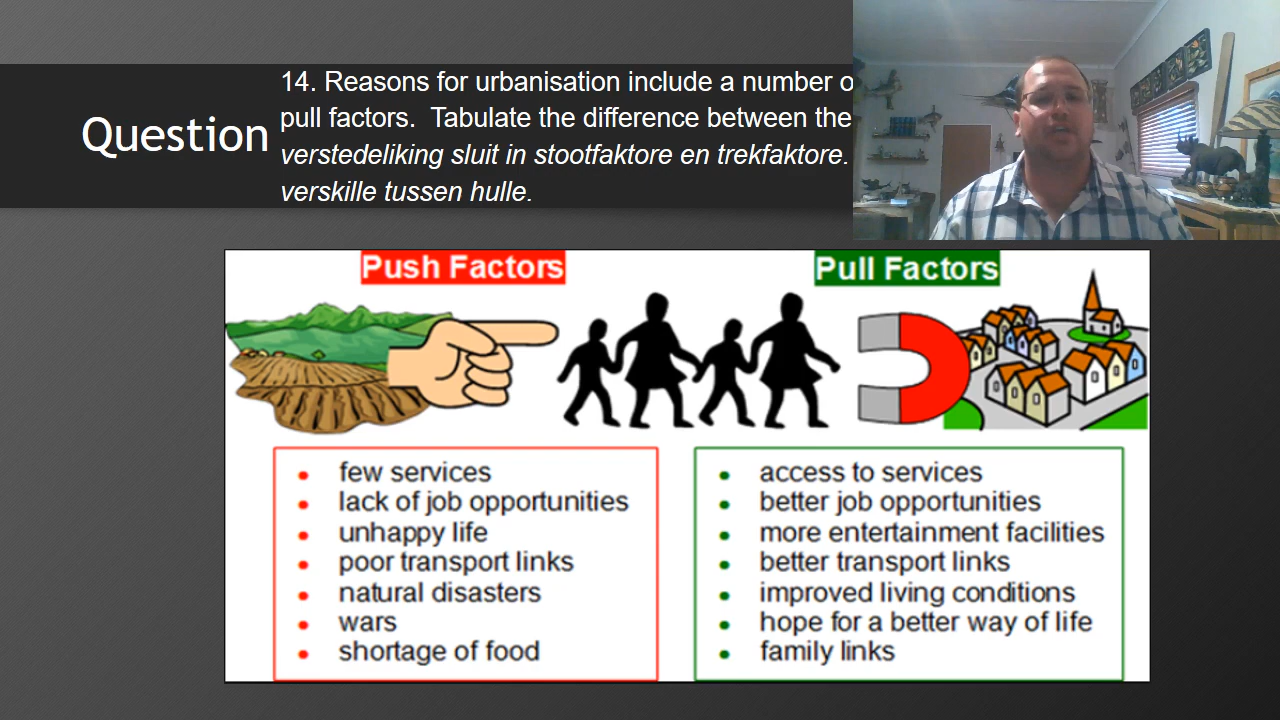 Question
14. Reasons for urbanisation include a number
pull factors.  Tabulate the difference between the
verstedeliking sluit in stootfaktore en trekfaktore.
verskille tussen hulle.
Push Factors
Pull Factors
• few services
• lack of job opportunities
• unhappy life
• poor transport links
• natural disasters
• wars
• shortage of food
• access to services
• better job opportunities
• more entertainment facilities
• better transport links
• improved living conditions
• hope for a better way of life
• family links